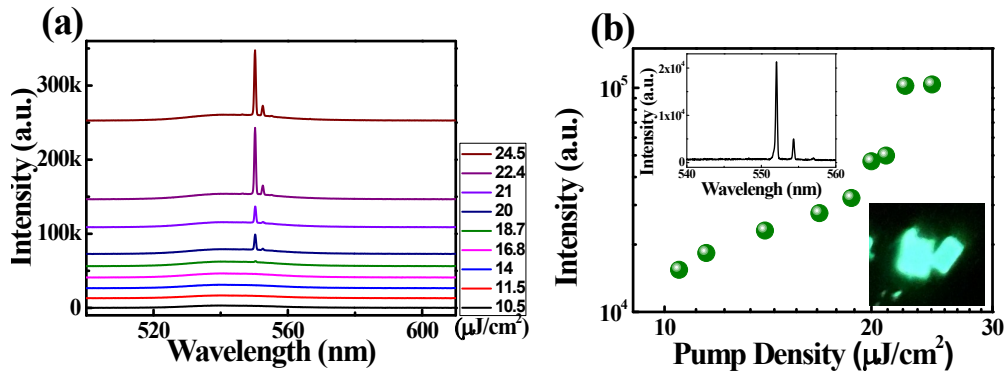 (a)
Intensity (a.u.)
300k
200k
100k
0
520
560
600
Wavelength (nm)
24.5
22.4
21
20
18.7
16.8
14
11.5
10.5
(μJ/cm²)
(b)
Intensity (a.u.)
10⁵
10⁴
10
20
30
Pump Density (μJ/cm²)
Intensity (a.u.)
2x10⁴
1x10⁴
0
540
550
560
Wavelengh (nm)